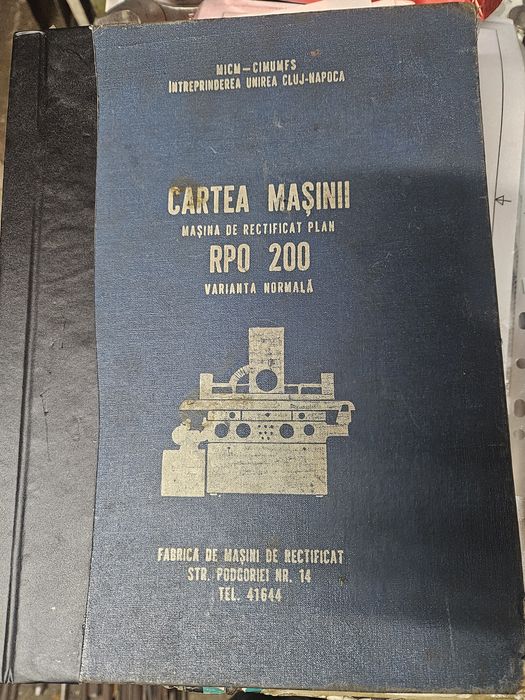 MICM-CIMUMFS
INTREPRINDEREA UNIREA CLUJ-NAPOCA
CARTEA MAȘINII
MAȘINA DE RECTIFICAT PLAN
RPO 200
VARIANTA NORMALĂ
FABRICA DE MAȘINI DE RECTIFICAT
STR. PODGORIEI NR. 14
TEL. 41644